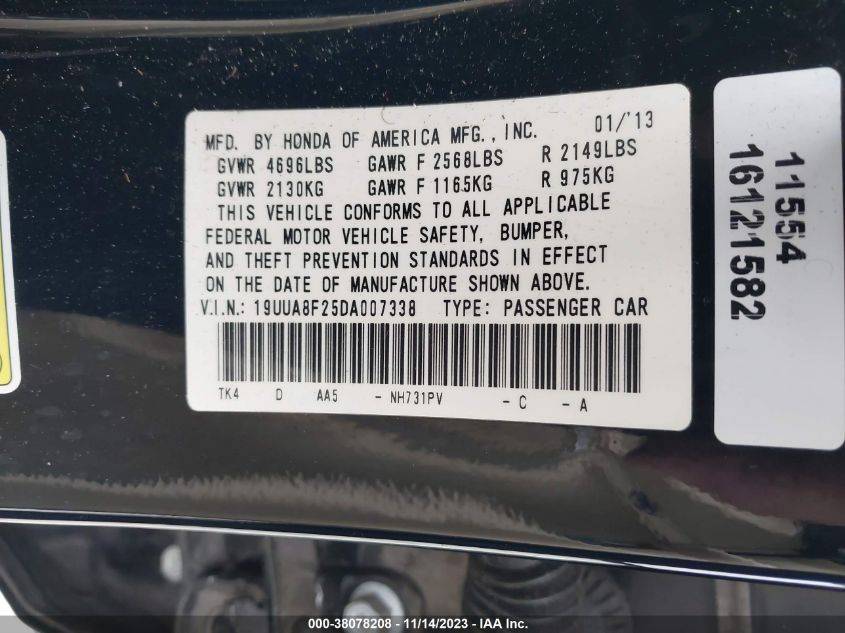 MFD. BY HONDA OF AMERICA MFG., INC. 01/'13
GVWR 4696LBS GAWR F 2568LBS R 2149LBS
GVWR 2130KG GAWR F 1165KG R 975KG
THIS VEHICLE CONFORMS TO ALL APPLICABLE
FEDERAL MOTOR VEHICLE SAFETY, BUMPER,
AND THEFT PREVENTION STANDARDS IN EFFECT
ON THE DATE OF MANUFACTURE SHOWN ABOVE.
V.I.N.: 19UUA8F25DA007338 TYPE: PASSENGER CAR
TK4 D AA5 - NH731PV - C - A
11554
16121582
000-38078208 - 11/14/2023 - IAA Inc.